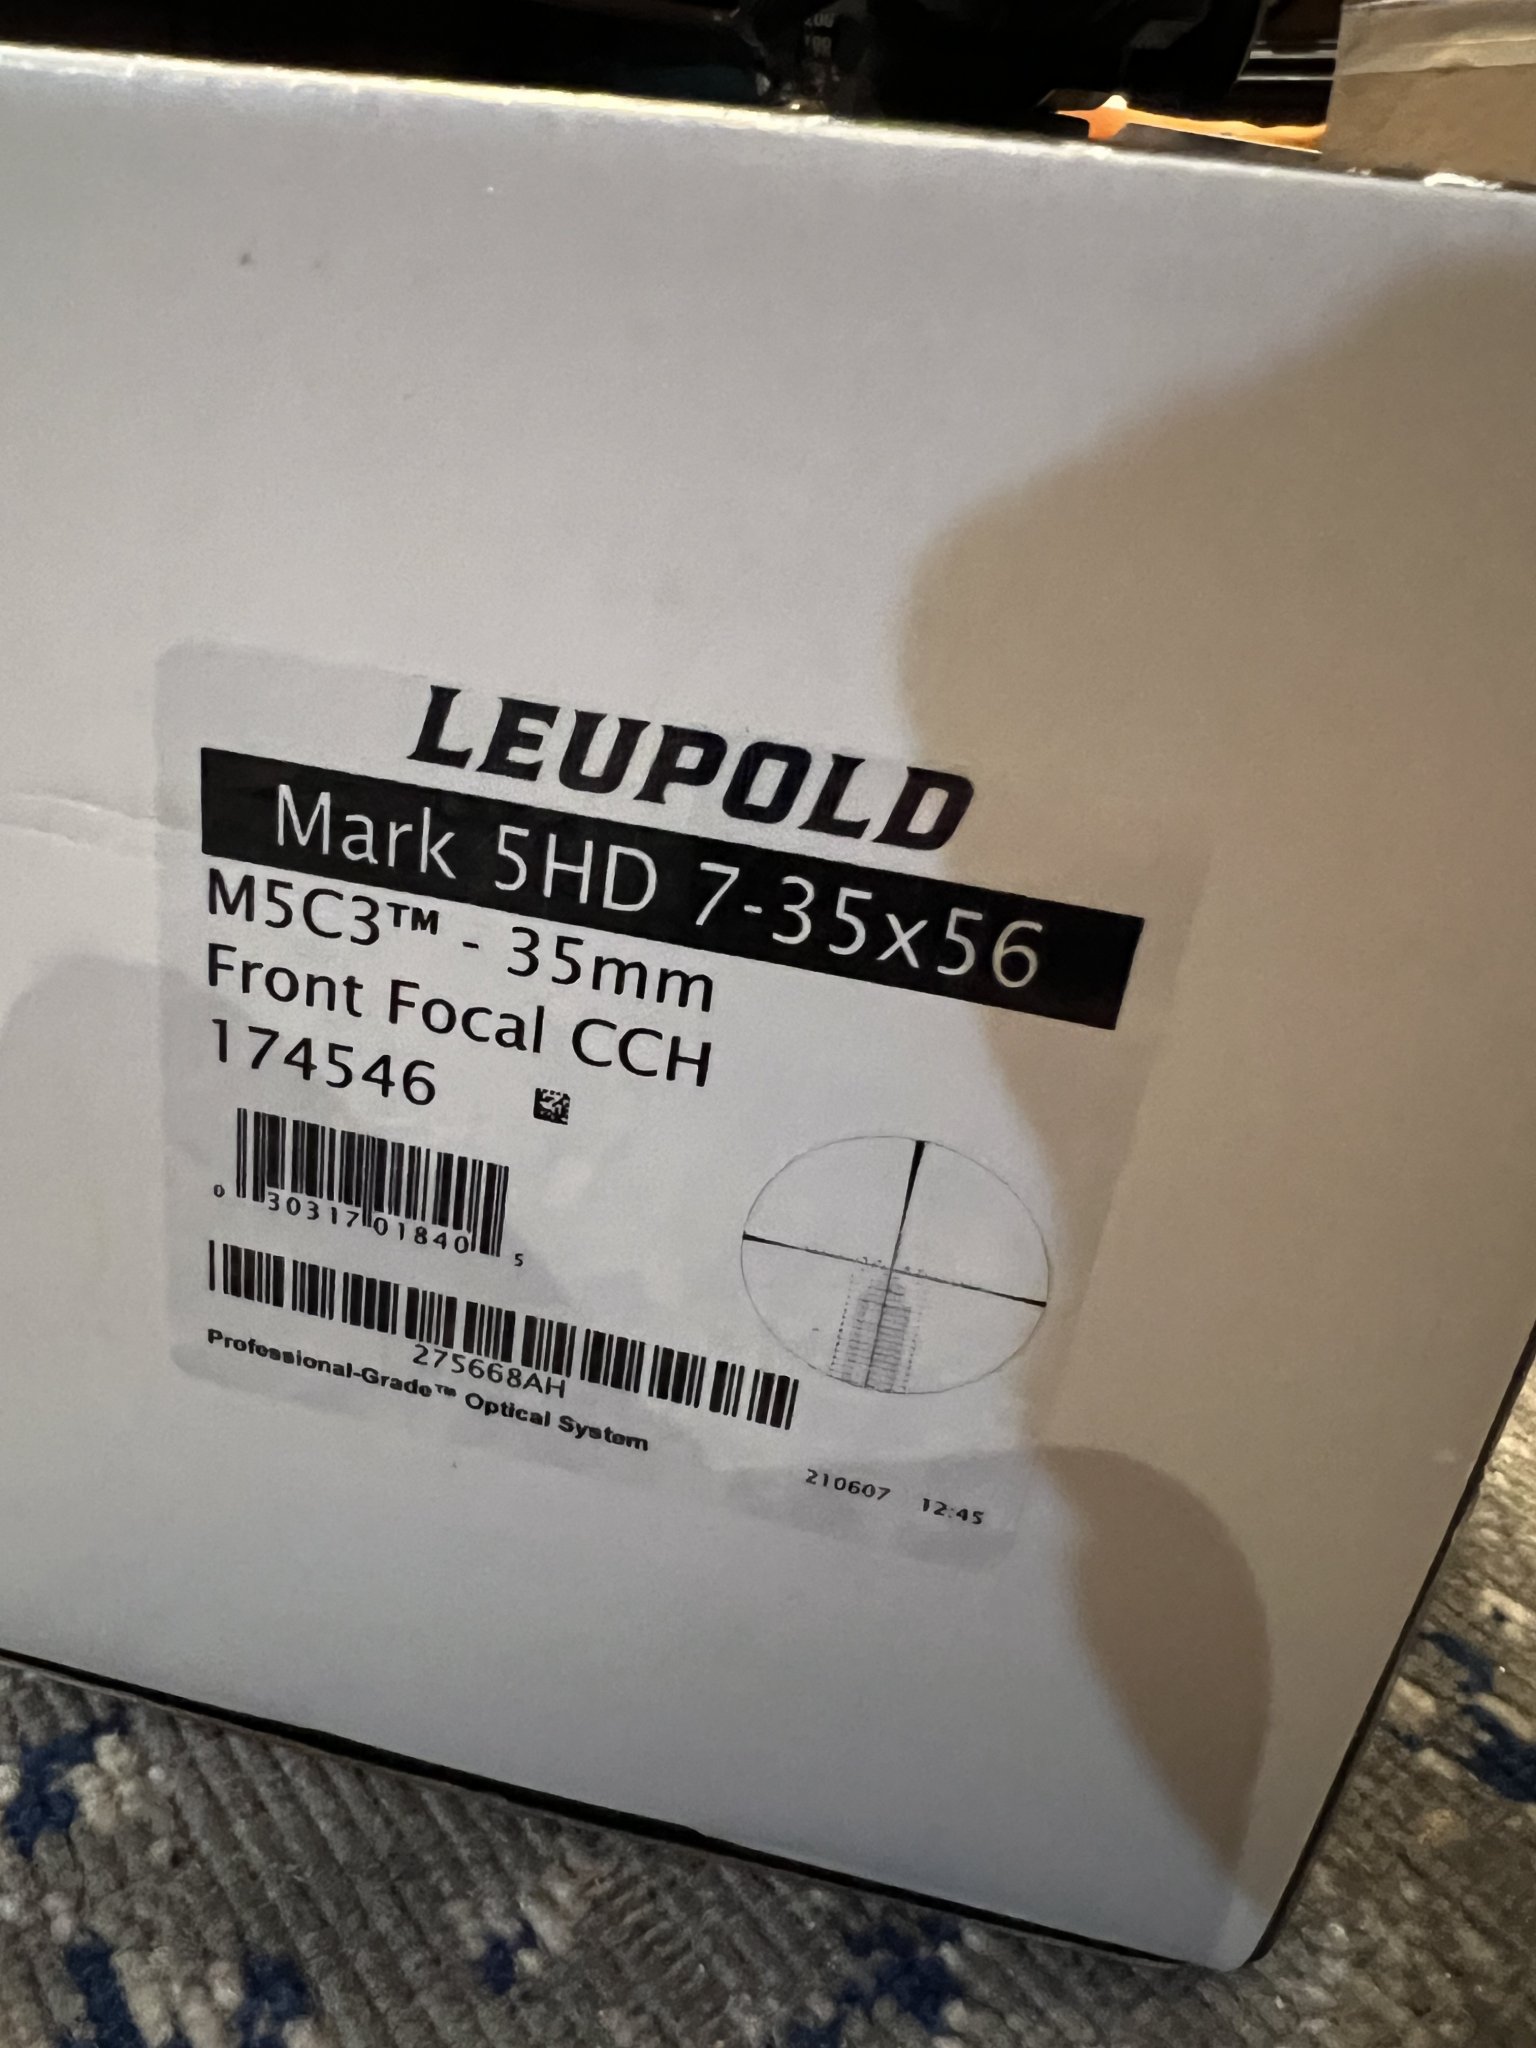 LEUPOLD
Mark 5HD 7-35x56
M5C3™ - 35mm
Front Focal CCH
174546
0 30317 01840 5
275668AH
Professional-Grade™ Optical System
210607 12:45